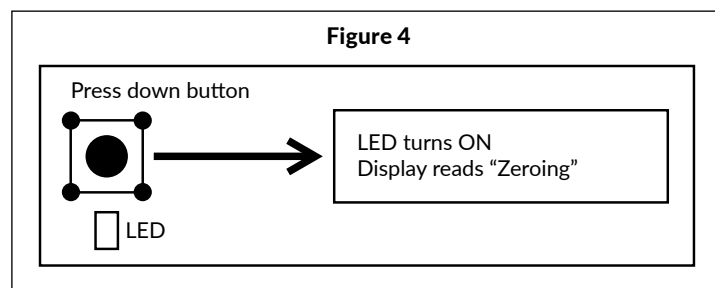 Figure 4
Press down button
LED turns ON
Display reads “Zeroing”
LED